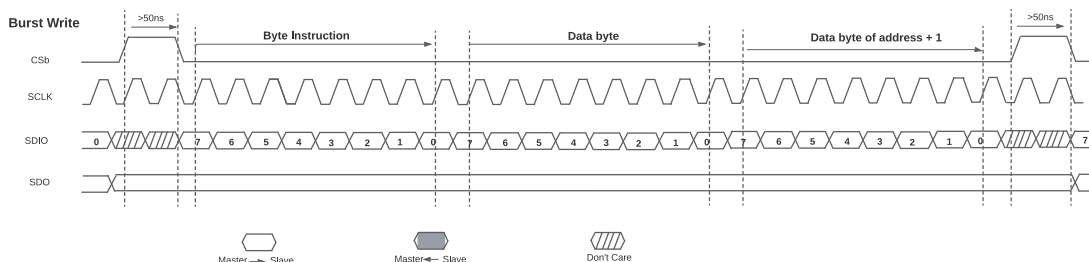 Burst Write
>50ns
>50ns
Byte Instruction
Data byte
Data byte of address + 1
CSb
SCLK
SDIO
0 7 6 5 4 3 2 1 0 7 6 5 4 3 2 1 0 7 6 5 4 3 2 1 0 7
SDO
Master Slave
Master Slave
Don't Care